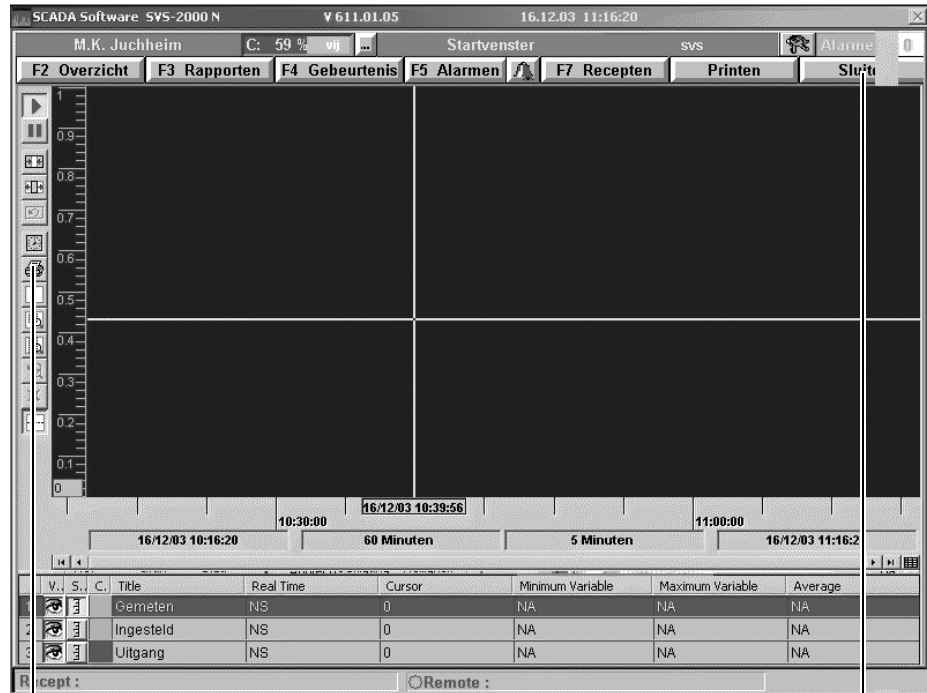 SCADA Software SVS-2000 N V 611.01.05 16.12.03 11:16:20
M.K. Juchheim C: 59 % vij ... Startvenster svs Alarme 0
F2 Overzicht F3 Rapporten F4 Gebeurtenis F5 Alarmen F7 Recepten Printen Sluite
1
0.9
0.8
0.7
0.6
0.5
0.4
0.3
0.2
0.1
0
16/12/03 10:39:56
10:30:00 11:00:00
16/12/03 10:16:20 60 Minuten 5 Minuten 16/12/03 11:16:2
V.. S.. C. Title Real Time Cursor Minimum Variable Maximum Variable Average
1 Gemeten NS 0 NA NA NA
2 Ingesteld NS 0 NA NA NA
3 Uitgang NS 0 NA NA NA
Recept : Remote :